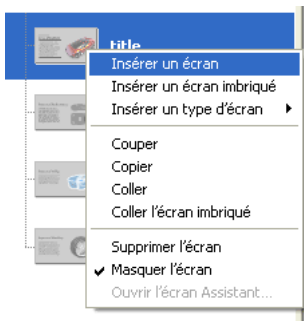 title
Insérer un écran
Insérer un écran imbriqué
Insérer un type d'écran
Couper
Copier
Coller
Coller l'écran imbriqué
Supprimer l'écran
Masquer l'écran
Ouvrir l'écran Assistant...